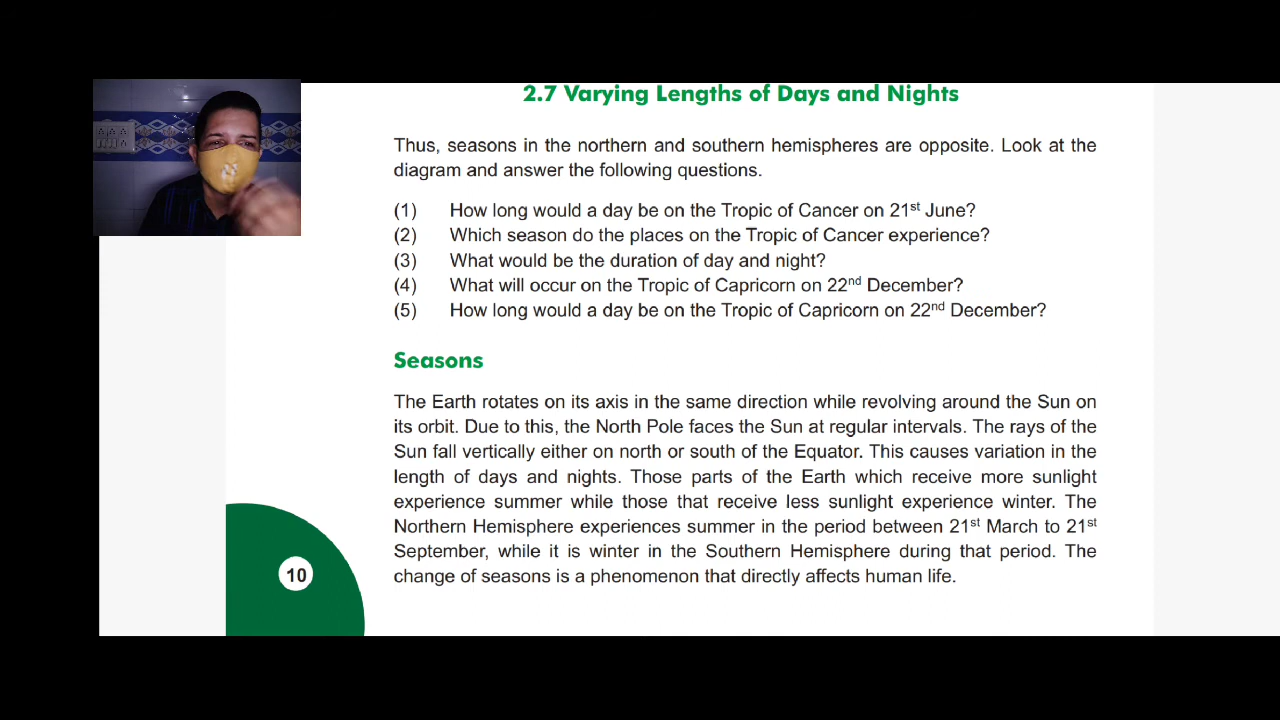 2.7 Varying Lengths of Days and Nights
Thus, seasons in the northern and southern hemispheres are opposite. Look at the
diagram and answer the following questions.
(1) How long would a day be on the Tropic of Cancer on 21st June?
(2) Which season do the places on the Tropic of Cancer experience?
(3) What would be the duration of day and night?
(4) What will occur on the Tropic of Capricorn on 22nd December?
(5) How long would a day be on the Tropic of Capricorn on 22nd December?
Seasons
The Earth rotates on its axis in the same direction while revolving around the Sun on
its orbit. Due to this, the North Pole faces the Sun at regular intervals. The rays of the
Sun fall vertically either on north or south of the Equator. This causes variation in the
length of days and nights. Those parts of the Earth which receive more sunlight
experience summer while those that receive less sunlight experience winter. The
Northern Hemisphere experiences summer in the period between 21st March to 21st
September, while it is winter in the Southern Hemisphere during that period. The
change of seasons is a phenomenon that directly affects human life.
10